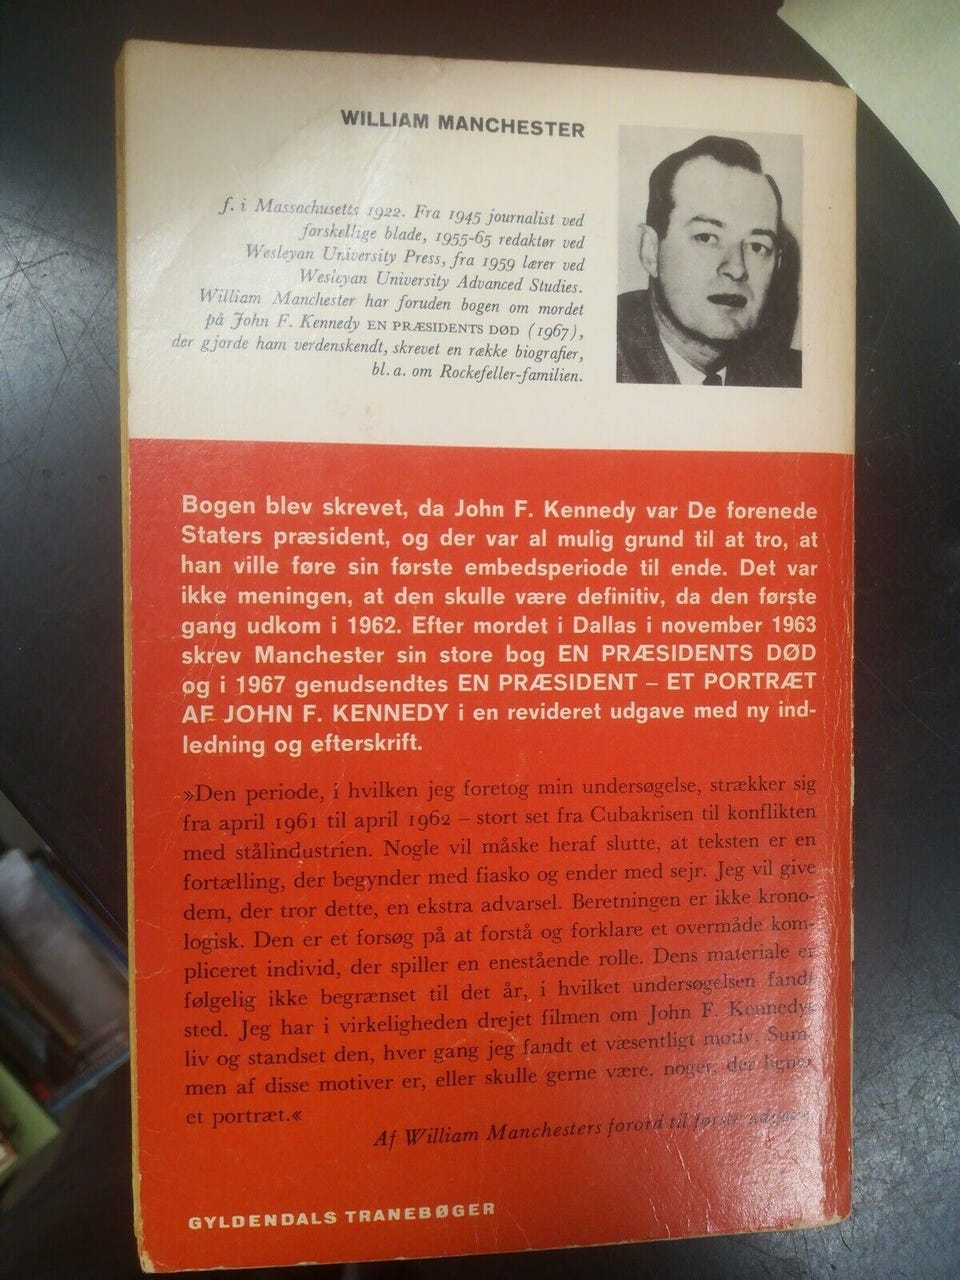 WILLIAM MANCHESTER
f. i Massachusetts 1922. Fra 1945 journalist ved
forskellige blade, 1955-65 redaktør ved
Wesleyan University Press, fra 1959 lærer ved
Wesleyan University Advanced Studies.
William Manchester har foruden bogen om mordet
på John F. Kennedy EN PRÆSIDENTS DØD (1967),
der gjorde ham verdenskendt, skrevet en række biografier,
bl. a. om Rockefeller-familien.
Bogen blev skrevet, da John F. Kennedy var De forenede
Staters præsident, og der var al mulig grund til at tro, at
han ville føre sin første embedsperiode til ende. Det var
ikke meningen, at den skulle være definitiv, da den første
gang udkom i 1962. Efter mordet i Dallas i november 1963
skrev Manchester sin store bog EN PRÆSIDENTS DØD
og i 1967 genudsendtes EN PRÆSIDENT – ET PORTRÆT
AF JOHN F. KENNEDY i en revideret udgave med ny ind-
ledning og efterskrift.
»Den periode, i hvilken jeg foretog min undersøgelse, strækker sig
fra april 1961 til april 1962 – stort set fra Cubakrisen til konflikten
med stålindustrien. Nogle vil måske heraf slutte, at teksten er en
fortælling, der begynder med fiasko og ender med sejr. Jeg vil give
dem, der tror dette, en ekstra advarsel. Beretningen er ikke krono-
logisk. Den er et forsøg på at forstå og forklare et overmåde kom-
pliceret individ, der spiller en enestående rolle. Dens materiale er
følgelig ikke begrænset til det år, i hvilket undersøgelsen fandt
sted. Jeg har i virkeligheden drejet filmen om John F. Kennedys
liv og standset den, hver gang jeg fandt et væsentligt motiv. Sum-
men af disse motiver er, eller skulle gerne være, noget, der ligner
et portræt.«
Af William Manchesters forord til første udgave
GYLDENDALS TRANEBØGER